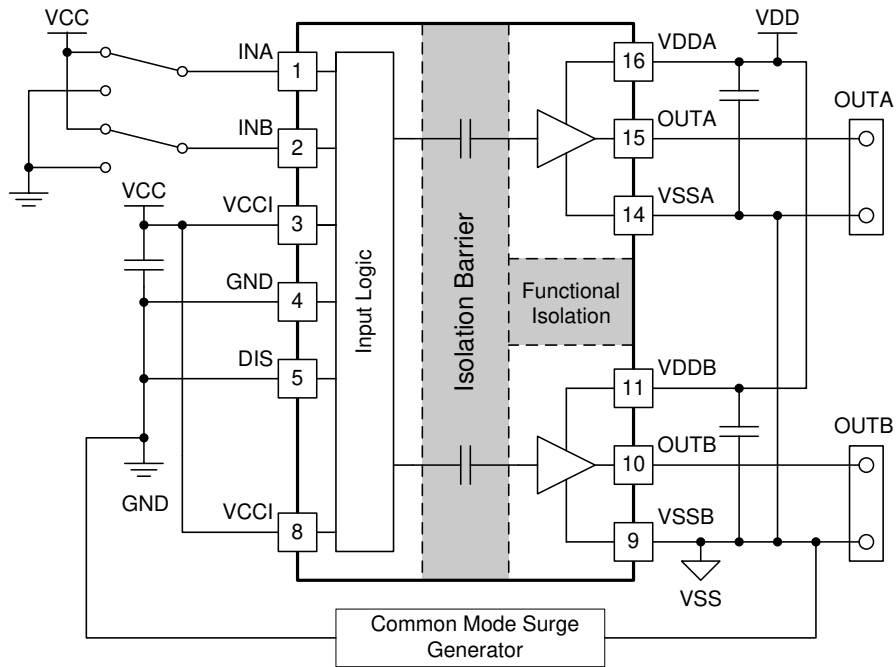 VCC
INA
1
INB
2
VCC
VCCI
3
GND
4
DIS
5
GND
VCCI
8
Input Logic
Isolation Barrier
Functional
Isolation
16
VDDA
VDD
15
OUTA
OUTA
14
VSSA
11
VDDB
10
OUTB
OUTB
9
VSSB
VSS
Common Mode Surge
Generator